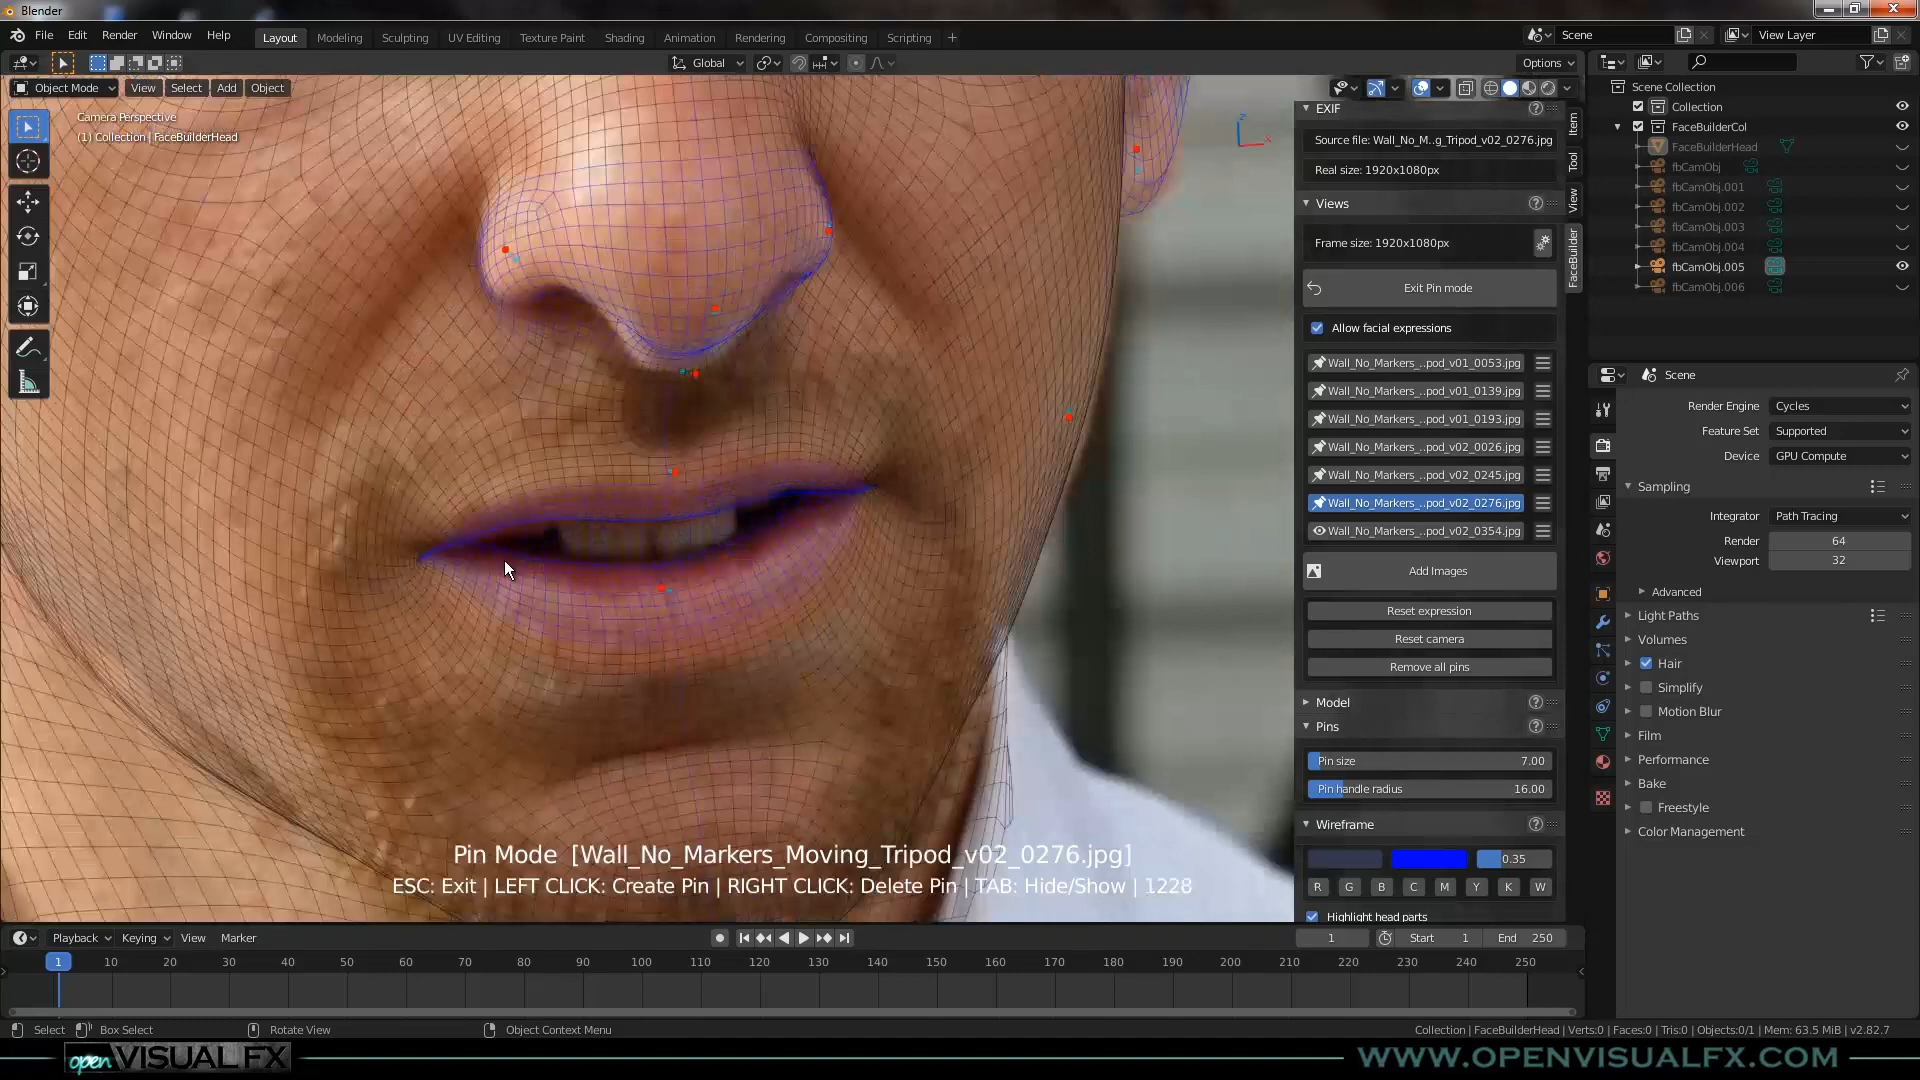 Blender
File Edit Render Window Help
Layout Modeling Sculpting UV Editing Texture Paint Shading Animation Rendering Compositing Scripting +
Scene
View Layer
Global
Options
Object Mode View Select Add Object
Camera Perspective
(1) Collection | FaceBuilderHead
EXIF
Source file: Wall_No_M..g_Tripod_v02_0276.jpg
Real size: 1920x1080px
Views
Frame size: 1920x1080px
Exit Pin mode
Allow facial expressions
Wall_No_Markers_..pod_v01_0053.jpg
Wall_No_Markers_..pod_v01_0139.jpg
Wall_No_Markers_..pod_v01_0193.jpg
Wall_No_Markers_..pod_v02_0026.jpg
Wall_No_Markers_..pod_v02_0245.jpg
Wall_No_Markers_..pod_v02_0276.jpg
Wall_No_Markers_..pod_v02_0354.jpg
Add Images
Reset expression
Reset camera
Remove all pins
Model
Pins
Pin size 7.00
Pin handle radius 16.00
Wireframe
0.35
R G B C M Y K W
Highlight head parts
Item
Tool
View
FaceBuilder
Scene Collection
Collection
FaceBuilderCol
FaceBuilderHead
fbCamObj
fbCamObj.001
fbCamObj.002
fbCamObj.003
fbCamObj.004
fbCamObj.005
fbCamObj.006
Scene
Render Engine Cycles
Feature Set Supported
Device GPU Compute
Sampling
Integrator Path Tracing
Render 64
Viewport 32
Advanced
Light Paths
Volumes
Hair
Simplify
Motion Blur
Film
Performance
Bake
Freestyle
Color Management
Pin Mode [Wall_No_Markers_Moving_Tripod_v02_0276.jpg]
ESC: Exit | LEFT CLICK: Create Pin | RIGHT CLICK: Delete Pin | TAB: Hide/Show | 1228
Playback Keying View Marker
1 Start 1 End 250
1 10 20 30 40 50 60 70 80 90 100 110 120 130 140 150 160 170 180 190 200 210 220 230 240 250
Select Box Select Rotate View Object Context Menu
Collection | FaceBuilderHead | Verts:0 | Faces:0 | Tris:0 | Objects:0/1 | Mem: 63.5 MiB | v2.82.7
open VISUALFX
WWW.OPENVISUALFX.COM